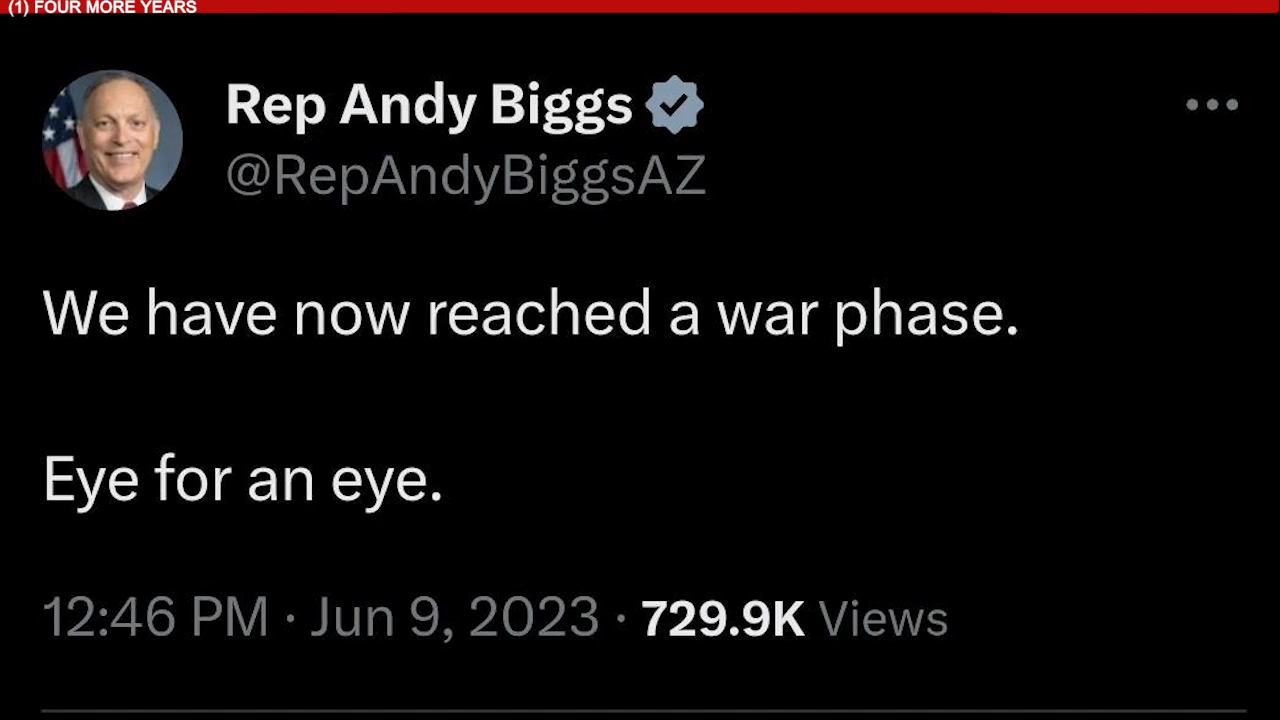 (1) FOUR MORE YEARS
Rep Andy Biggs
@RepAndyBiggsAZ
We have now reached a war phase.
Eye for an eye.
12:46 PM · Jun 9, 2023 · 729.9K Views